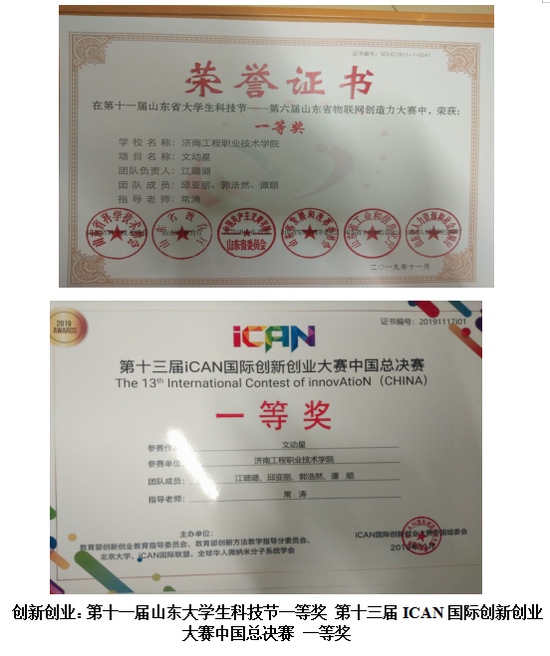 证书编号：SDUC1911-1-0041
荣誉证书
在第十一届山东省大学生科技节——第六届山东省物联网创造力大赛中，荣获：
一等奖
学校名称：济南工程职业技术学院
项目名称：文动星
团队负责人：江璐璐
团队成员：邱亚丽、郭浩然、谭顺
指导老师：常涛
山东省委员会
二〇一九年十一月
2019
AWARDS
iCAN
证书编号：20191117I01
第十三届iCAN国际创新创业大赛中国总决赛
The 13th International Contest of innovAtioN（CHINA）
一等奖
参赛作
文动星
参赛单位
济南工程职业技术学院
团队成员：
江璐璐、邱亚丽、郭浩然、谭 顺
指导老师：
常 涛
主办单位：
教育部创新创业教育指导委员会、教育部创新方法教学指导分委员会、
北京大学、iCAN国际联盟、全球华人微纳米分子系统学会
创新创业：第十一届山东大学生科技节一等奖 第十三届 ICAN 国际创新创业
大赛中国总决赛 一等奖